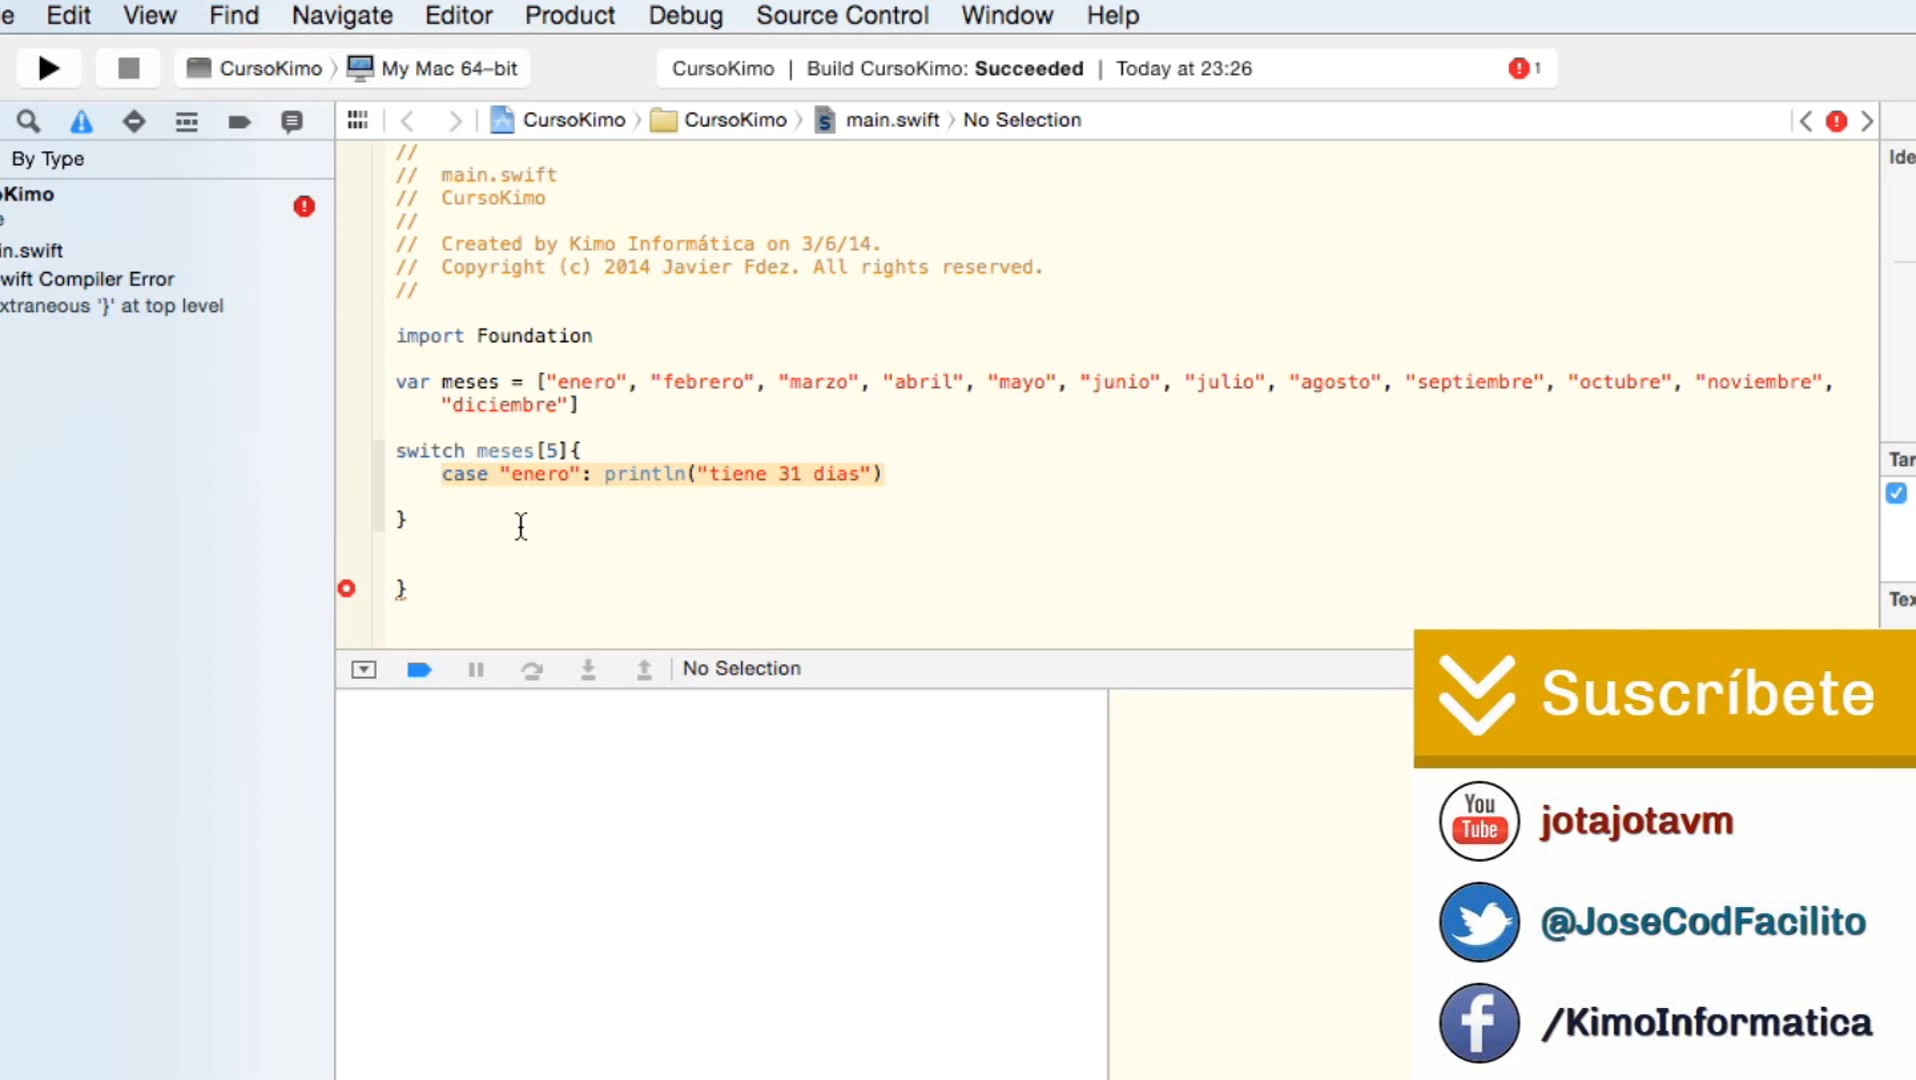 e Edit View Find Navigate Editor Product Debug Source Control Window Help
CursoKimo 〉 My Mac 64-bit CursoKimo | Build CursoKimo: Succeeded | Today at 23:26 1
CursoKimo 〉 CursoKimo 〉 main.swift 〉 No Selection
By Type
oKimo
e
in.swift
wift Compiler Error
xtraneous '}' at top level
//
// main.swift
// CursoKimo
//
// Created by Kimo Informática on 3/6/14.
// Copyright (c) 2014 Javier Fdez. All rights reserved.
//
import Foundation
var meses = ["enero", "febrero", "marzo", "abril", "mayo", "junio", "julio", "agosto", "septiembre", "octubre", "noviembre",
"diciembre"]
switch meses[5]{
case "enero": println("tiene 31 dias")
}
}
Ide
Tar
Tex
No Selection
Suscríbete
You Tube jotajotavm
@JoseCodFacilito
f /KimoInformatica